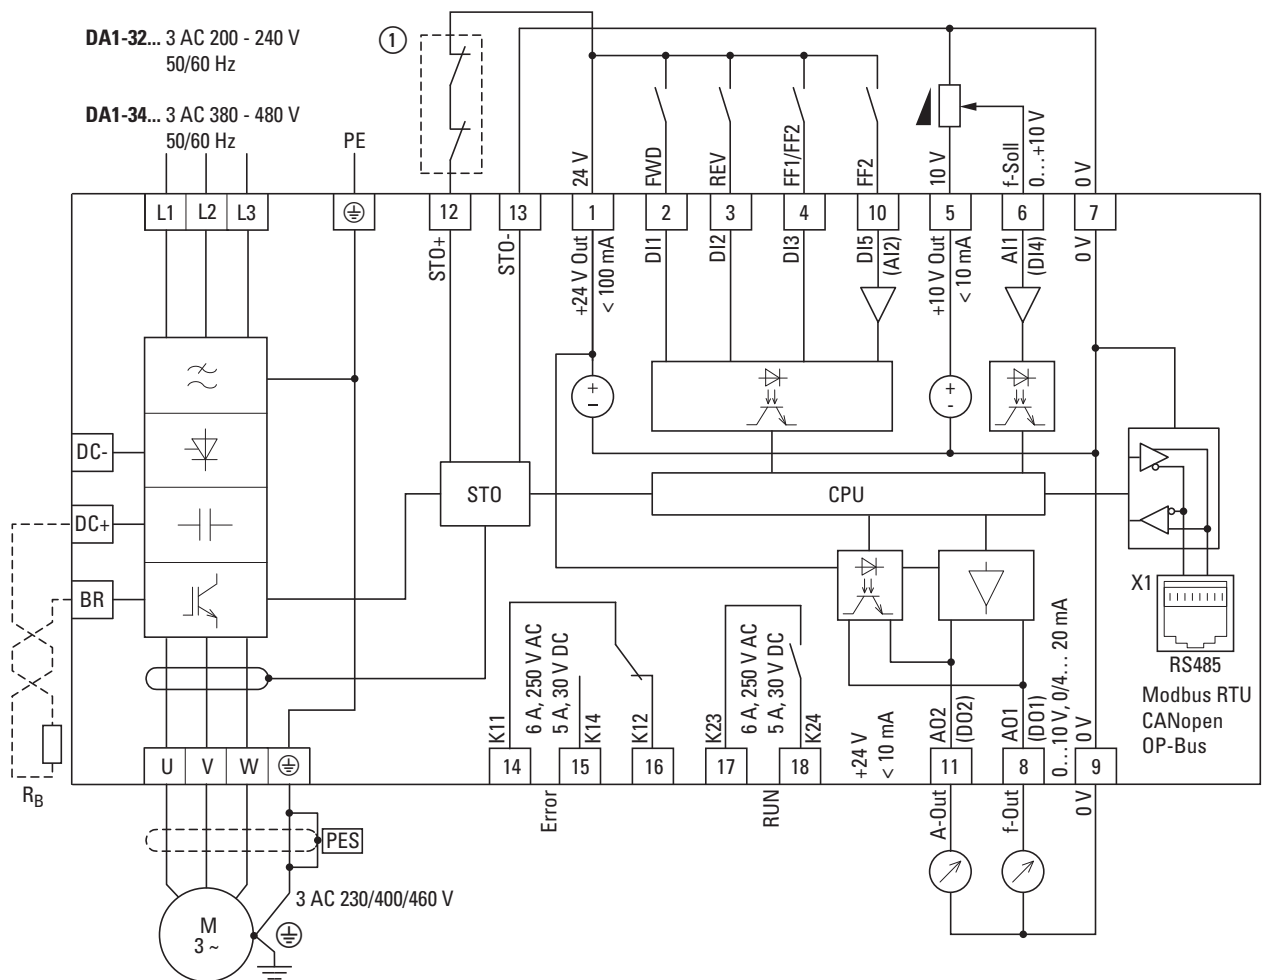 DA1-32... 3 AC 200 - 240 V
50/60 Hz
DA1-34... 3 AC 380 - 480 V
50/60 Hz
PE
1
24 V
FWD
REV
FF1/FF2
FF2
10 V
f-Soll
0...+10 V
0 V
L1
L2
L3
12
13
1
2
3
4
10
5
6
7
STO+
STO-
+24 V Out
< 100 mA
DI1
DI2
DI3
DI5
(AI2)
+10 V Out
< 10 mA
AI1
(DI4)
0 V
+
-
+
-
DC-
DC+
BR
STO
CPU
X1
RS485
Modbus RTU
CANopen
OP-Bus
K11
6 A, 250 V AC
5 A, 30 V DC
K14
K12
K23
6 A, 250 V AC
5 A, 30 V DC
K24
+24 V
< 10 mA
AO2
(DO2)
AO1
(DO1)
0...10 V, 0/4... 20 mA
0 V
U
V
W
14
15
16
17
18
11
8
9
RB
Error
RUN
A-Out
f-Out
0 V
PES
3 AC 230/400/460 V
M
3 ~